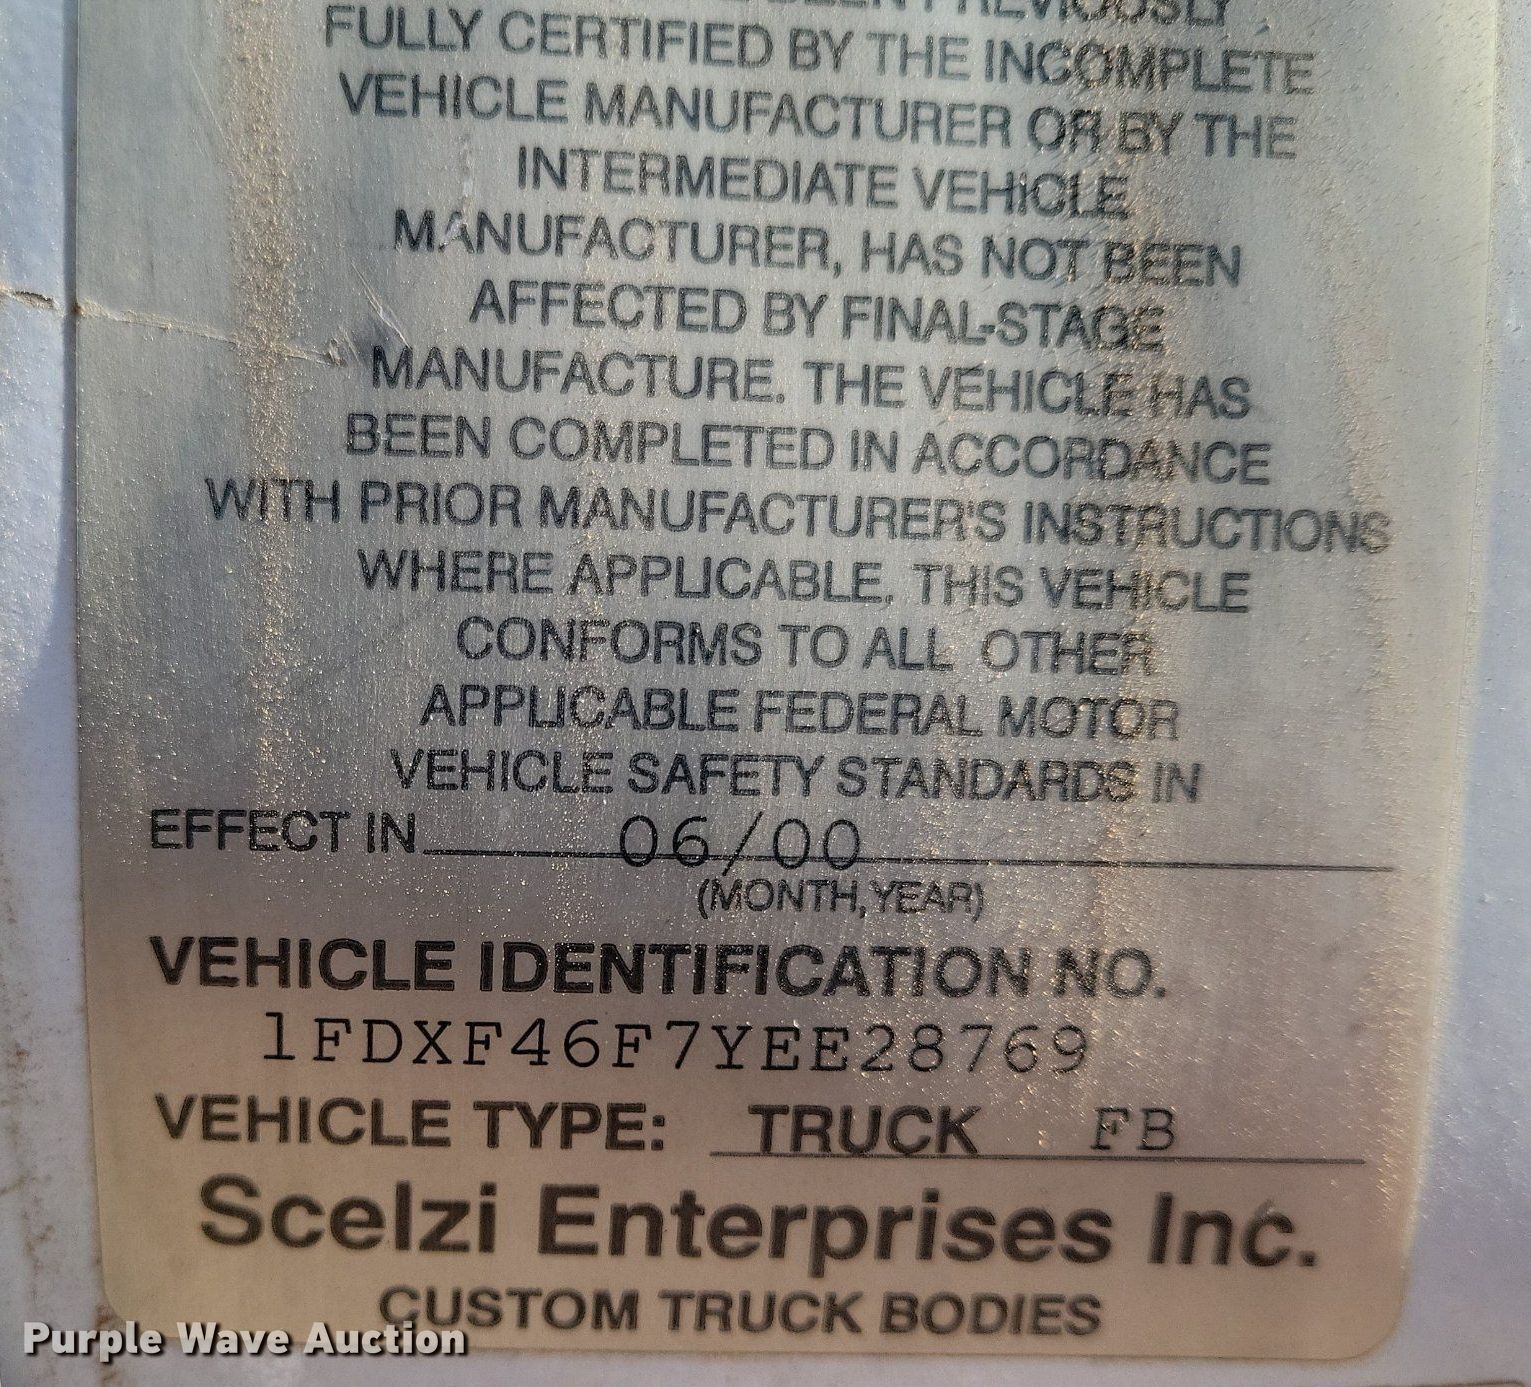 BEEN PREVIOUSLY
FULLY CERTIFIED BY THE INCOMPLETE
VEHICLE MANUFACTURER OR BY THE
INTERMEDIATE VEHICLE
MANUFACTURER, HAS NOT BEEN
AFFECTED BY FINAL-STAGE
MANUFACTURE. THE VEHICLE HAS
BEEN COMPLETED IN ACCORDANCE
WITH PRIOR MANUFACTURER'S INSTRUCTIONS
WHERE APPLICABLE. THIS VEHICLE
CONFORMS TO ALL OTHER
APPLICABLE FEDERAL MOTOR
VEHICLE SAFETY STANDARDS IN
EFFECT IN 06/00
(MONTH, YEAR)
VEHICLE IDENTIFICATION NO.
1FDXF46F7YEE28769
VEHICLE TYPE: TRUCK FB
Scelzi Enterprises Inc.
CUSTOM TRUCK BODIES
Purple Wave Auction